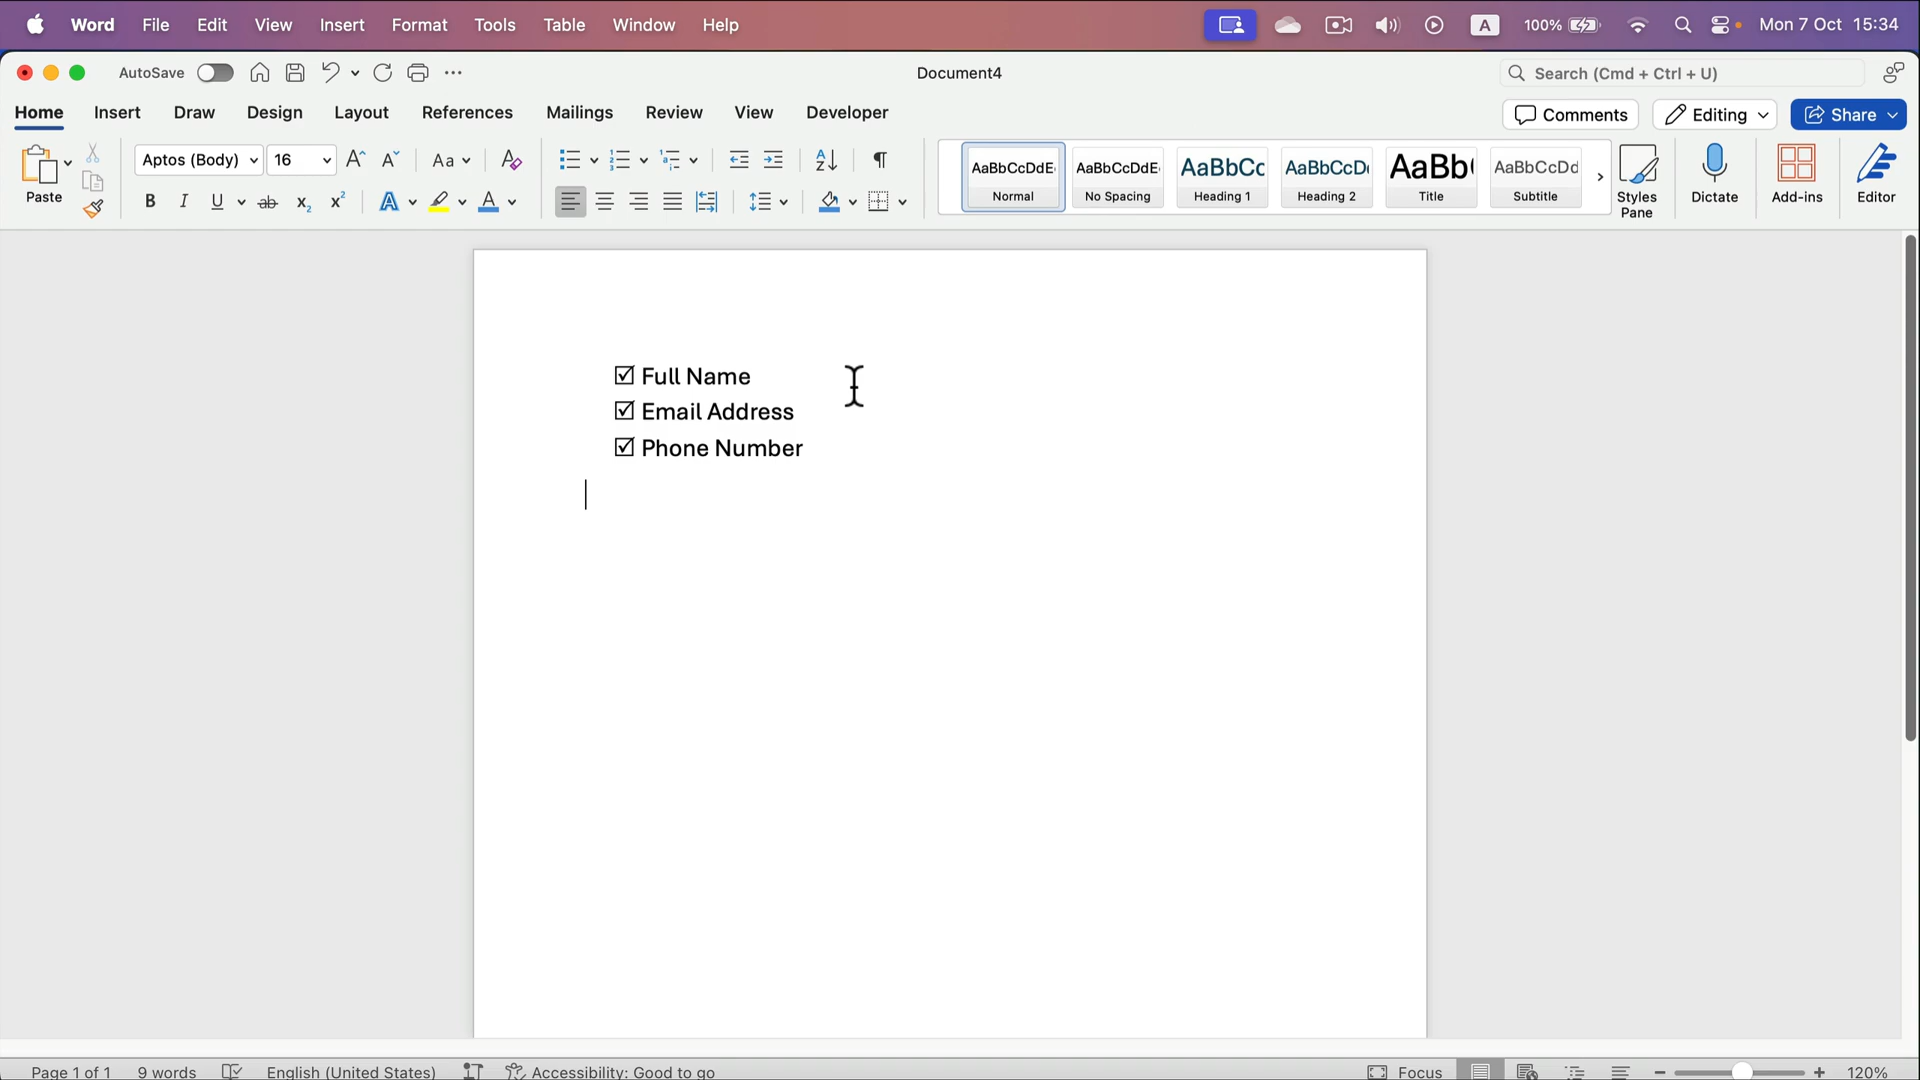 Word File Edit View Insert Format Tools Table Window Help A 100% Mon 7 Oct 15:34
AutoSave Document4 Search (Cmd + Ctrl + U)
Home Insert Draw Design Layout References Mailings Review View Developer Comments Editing Share
Paste Aptos (Body) 16 Aa
AaBbCcDdE AaBbCcDdE AaBbCc AaBbCcD AaBb AaBbCcDd
Normal No Spacing Heading 1 Heading 2 Title Subtitle
Styles Pane Dictate Add-ins Editor
☑ Full Name
☑ Email Address
☑ Phone Number
Page 1 of 1 9 words English (United States) Accessibility: Good to go Focus 120%